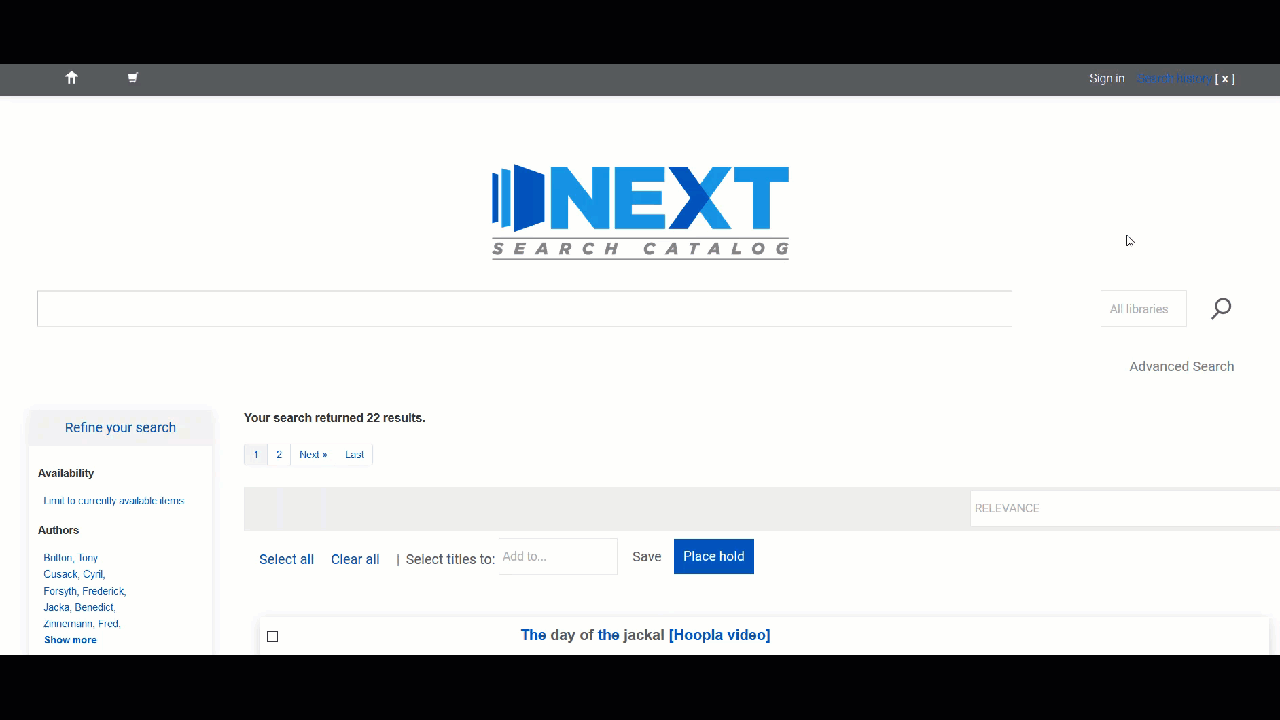 Sign in Search history [ x ]
NEXT
SEARCH CATALOG
All libraries
Advanced Search
Refine your search
Availability
Limit to currently available items
Authors
Britton, Tony
Cusack, Cyril,
Forsyth, Frederick,
Jacka, Benedict,
Zinnemann, Fred,
Show more
Your search returned 22 results.
1 2 Next » Last
RELEVANCE
Select all Clear all | Select titles to: Add to... Save Place hold
The day of the jackal [Hoopla video]